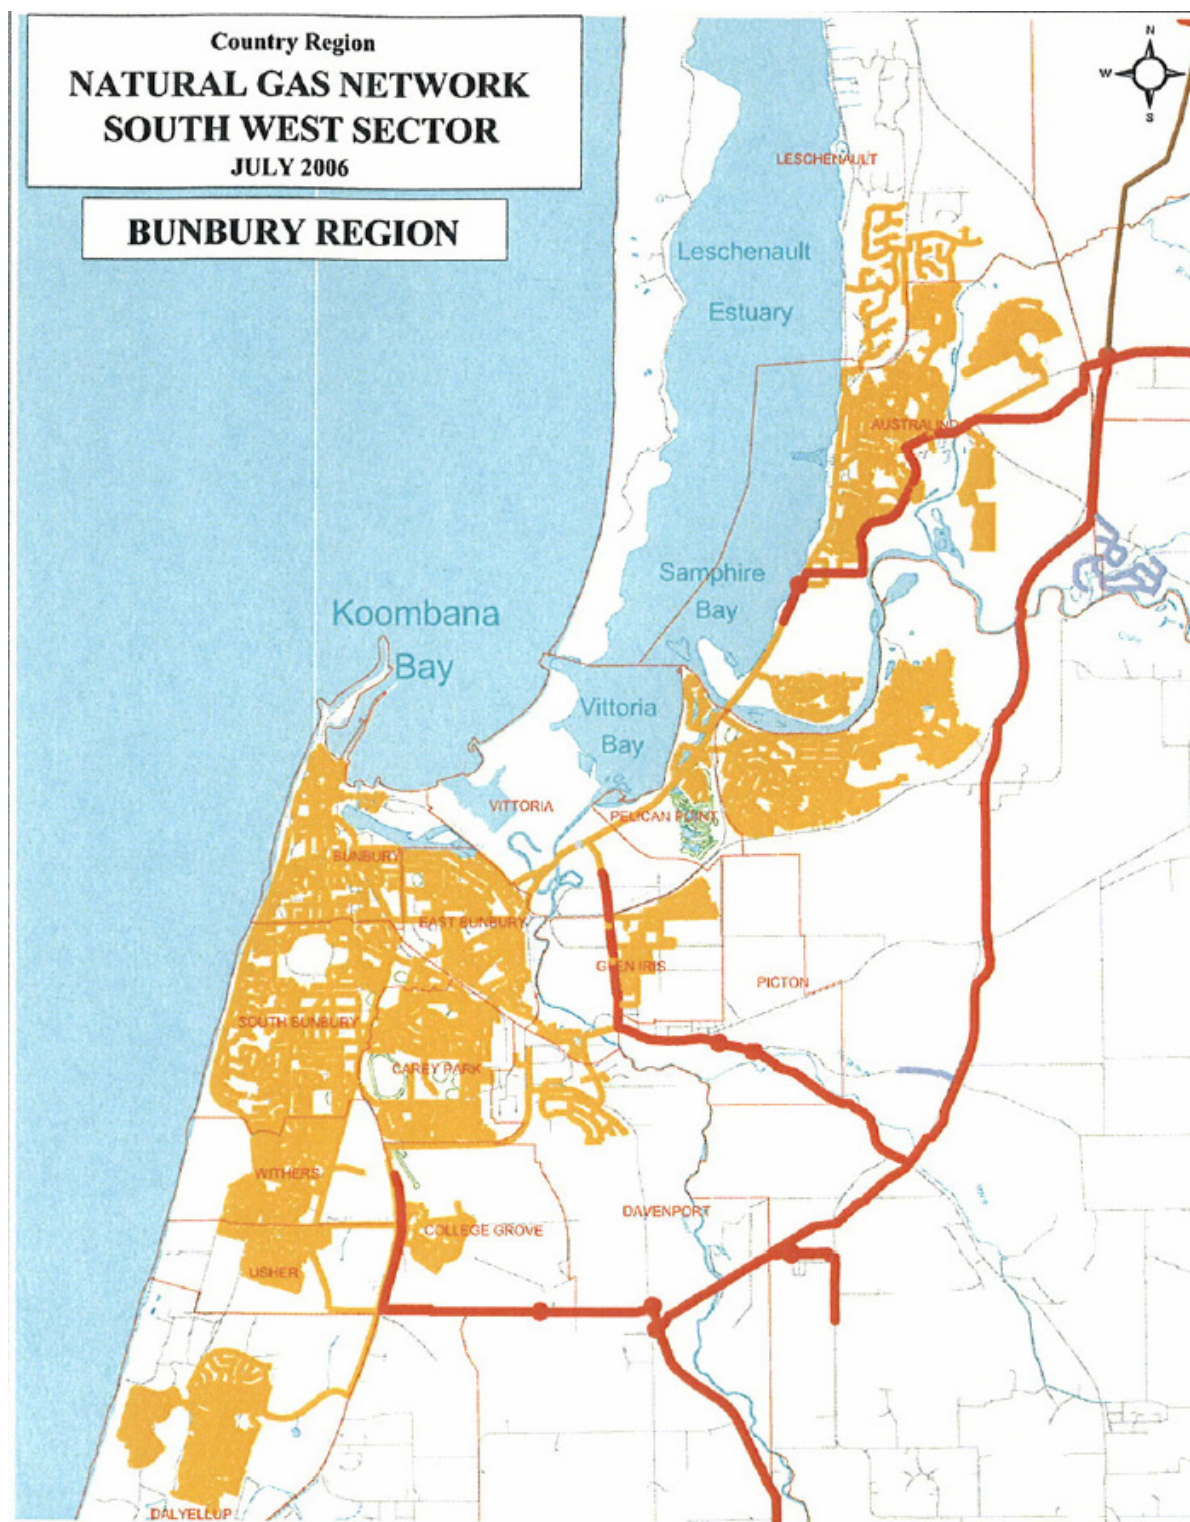 Country Region
NATURAL GAS NETWORK
SOUTH WEST SECTOR
JULY 2006
BUNBURY REGION
N
W
S
LESCHENAULT
Leschenault
Estuary
AUSTRALIND
Samphire
Bay
Koombana
Bay
Vittoria
Bay
VITTORIA
PELICAN POINT
BUNBURY
EAST BUNBURY
GLEN IRIS
PICTON
SOUTH BUNBURY
CAREY PARK
WITHERS
DAVENPORT
COLLEGE GROVE
USHER
DALYELLUP